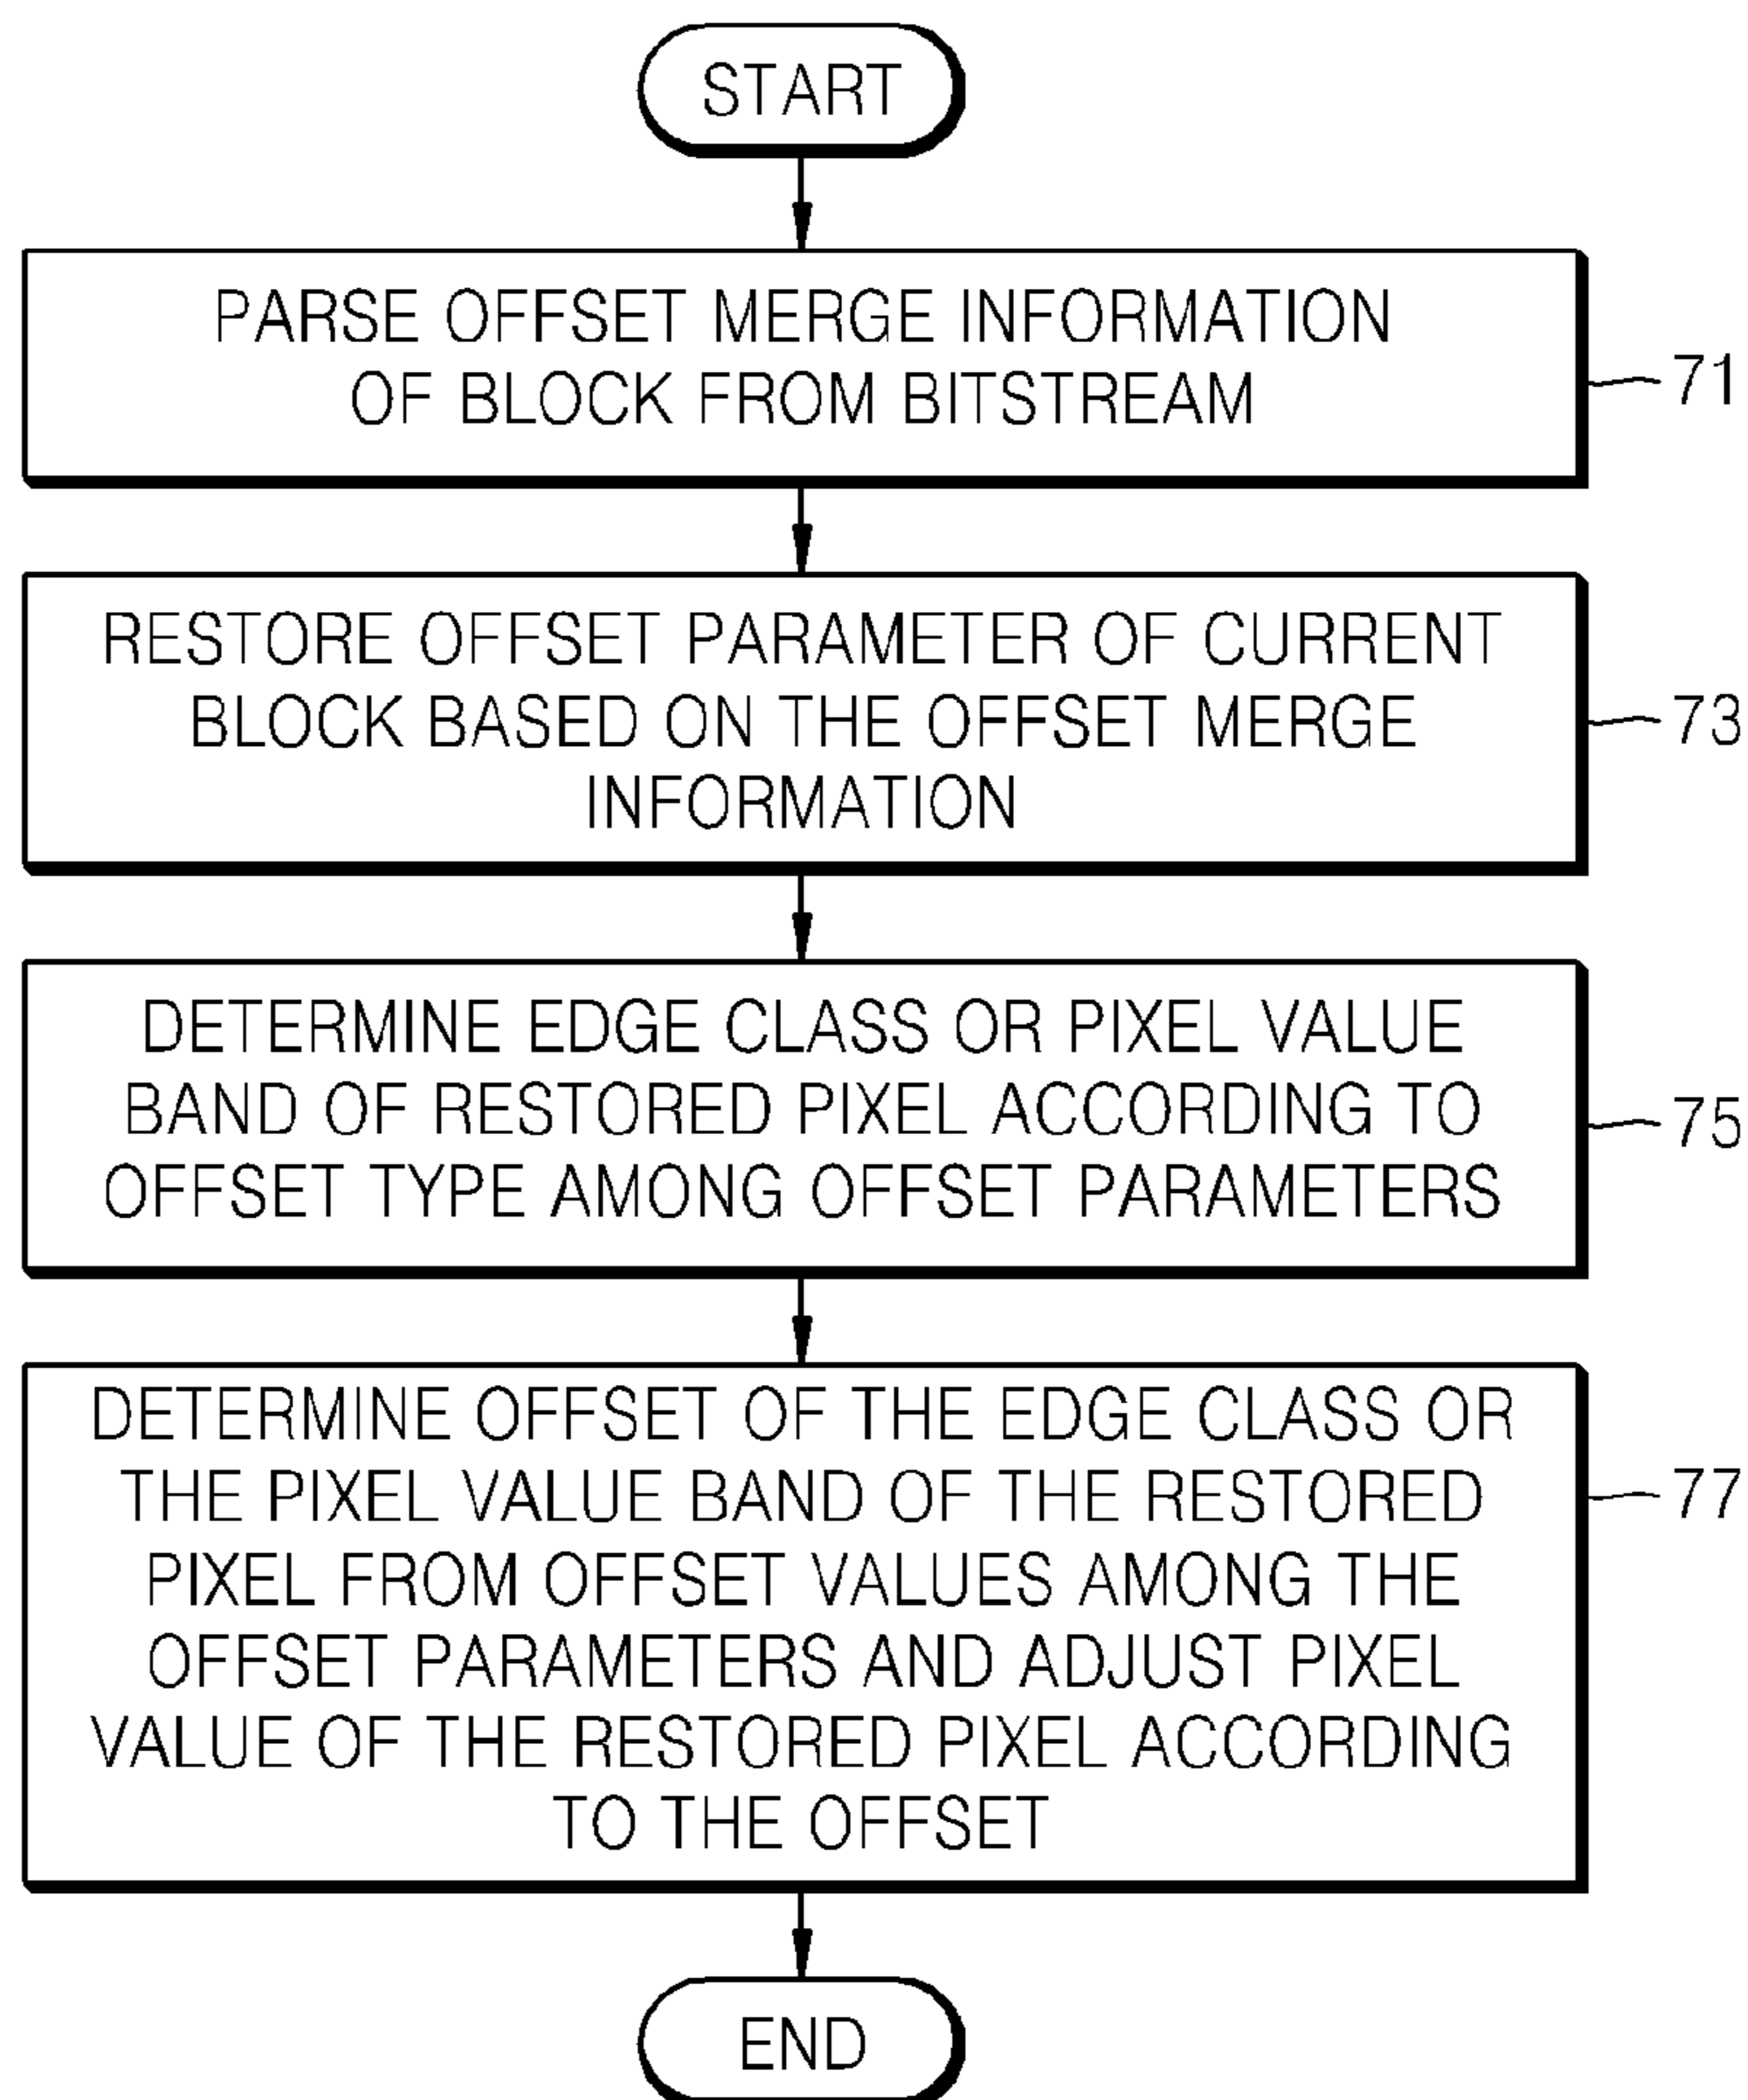 START
PARSE OFFSET MERGE INFORMATION
OF BLOCK FROM BITSTREAM
71
RESTORE OFFSET PARAMETER OF CURRENT
BLOCK BASED ON THE OFFSET MERGE
INFORMATION
73
DETERMINE EDGE CLASS OR PIXEL VALUE
BAND OF RESTORED PIXEL ACCORDING TO
OFFSET TYPE AMONG OFFSET PARAMETERS
75
DETERMINE OFFSET OF THE EDGE CLASS OR
THE PIXEL VALUE BAND OF THE RESTORED
PIXEL FROM OFFSET VALUES AMONG THE
OFFSET PARAMETERS AND ADJUST PIXEL
VALUE OF THE RESTORED PIXEL ACCORDING
TO THE OFFSET
77
END